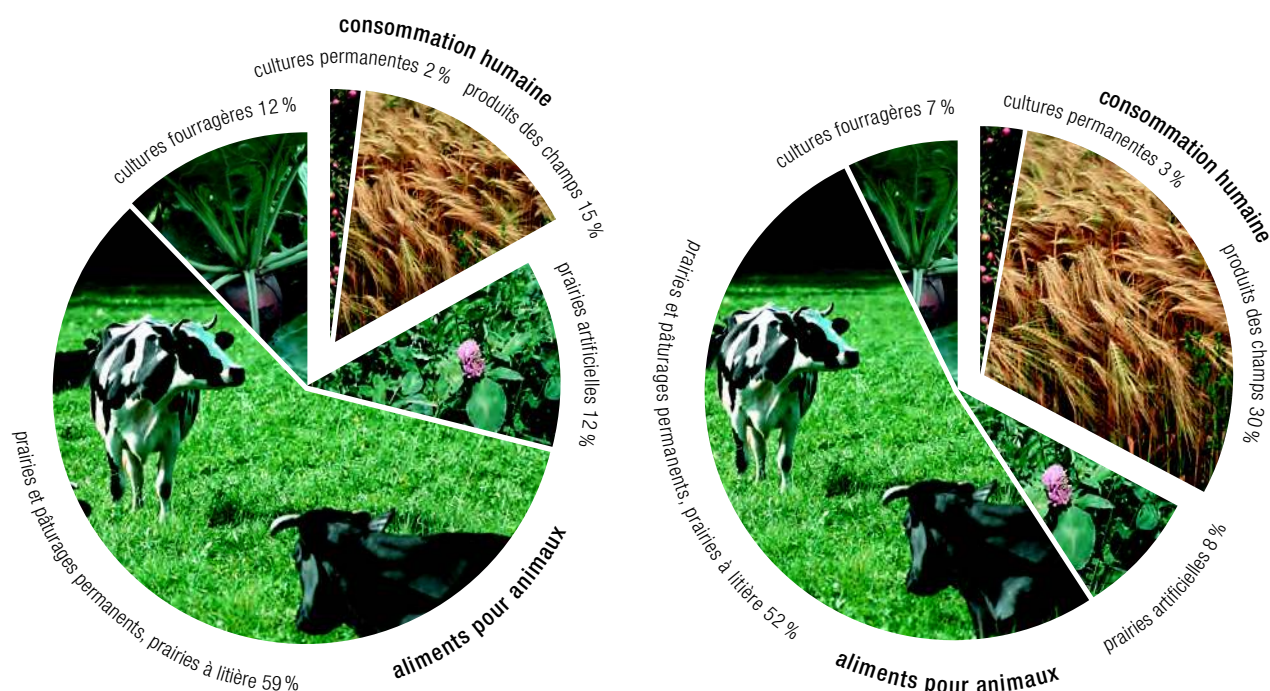 consommation humaine
cultures permanentes 2 %
produits des champs 15 %
cultures fourragères 12 %
prairies artificielles 12 %
prairies et pâturages permanents, prairies à litière 59 %
aliments pour animaux
consommation humaine
cultures permanentes 3 %
cultures fourragères 7 %
produits des champs 30 %
prairies et pâturages permanents, prairies à litière 52 %
prairies artificielles 8 %
aliments pour animaux